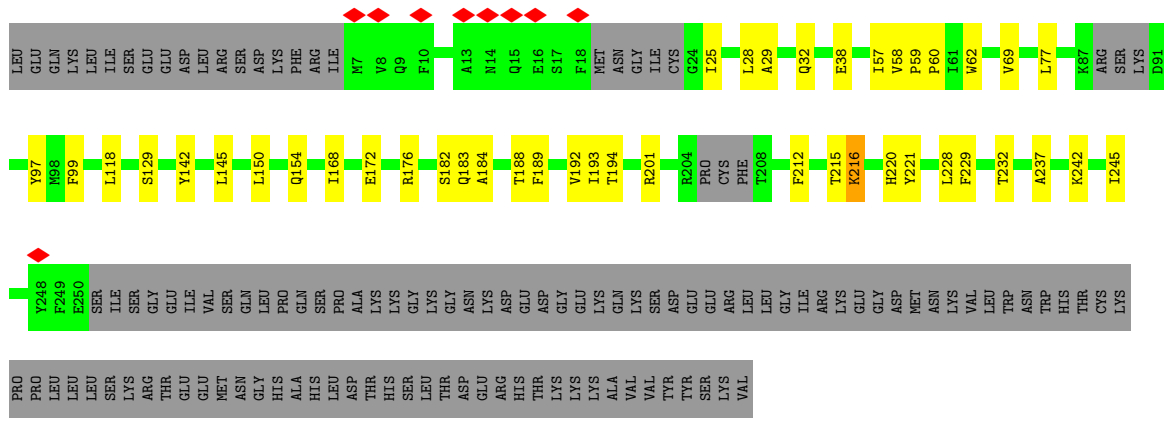 LEU GLU GLN LYS LEU ILE SER GLU GLU ASP LEU ARG SER ASP LYS PHE ARG ILE M7 V8 Q9 F10 A13 N14 Q15 E16 S17 F18 MET ASN GLY ILE CYS G24 I25 L28 A29 Q32 E38 I57 V58 P59 P60 I61 W62 V69 L77 K87 ARG SER LYS D91
Y97 M98 F99 L118 S129 Y142 L145 L150 Q154 I168 E172 R176 S182 Q183 A184 T188 F189 V192 I193 T194 R201 R204 PRO CYS PHE T208 F212 T215 K216 H220 Y221 L228 F229 T232 A237 K242 I245
Y248 F249 E250 SER ILE SER GLY GLU ILE VAL SER GLN LEU PRO GLN SER PRO ALA LYS LYS GLY LYS GLY ASN LYS ASP GLU ASP GLY GLU LYS GLN LYS SER ASP GLU GLU ARG LEU LEU GLY ILE ARG LYS GLU GLY ASP MET ASN LYS VAL LEU TRP ASN TRP HIS THR CYS LYS
PRO PRO LEU LEU LEU SER LYS ARG THR GLU GLU MET ASN GLY HIS ALA HIS LEU ASP THR HIS SER LEU THR ASP GLU ARG HIS THR LYS LYS LYS ALA VAL VAL TYR TYR SER LYS VAL